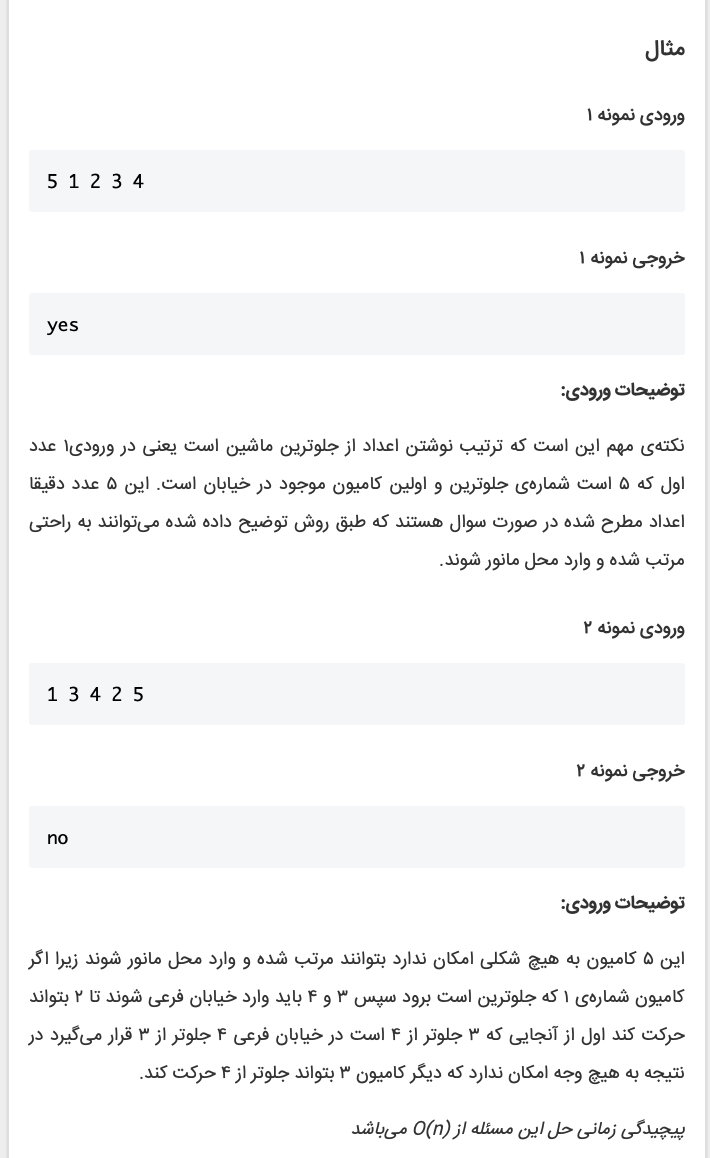 مثال
ورودی نمونه ۱
5 1 2 3 4
خروجی نمونه ۱
yes
توضیحات ورودی:
نکته‌ی مهم این است که ترتیب نوشتن اعداد از جلوترین ماشین است یعنی در ورودی۱ عدد
اول که ۵ است شماره‌ی جلوترین و اولین کامیون موجود در خیابان است. این ۵ عدد دقیقا
اعداد مطرح شده در صورت سوال هستند که طبق روش توضیح داده شده می‌توانند به راحتی
مرتب شده و وارد محل مانور شوند.
ورودی نمونه ۲
1 3 4 2 5
خروجی نمونه ۲
no
توضیحات ورودی:
این ۵ کامیون به هیچ شکلی امکان ندارد بتوانند مرتب شده و وارد محل مانور شوند زیرا اگر
کامیون شماره‌ی ۱ که جلوترین است برود سپس ۳ و ۴ باید وارد خیابان فرعی شوند تا ۲ بتواند
حرکت کند اول از آنجایی که ۳ جلوتر از ۴ است در خیابان فرعی ۴ جلوتر از ۳ قرار می‌گیرد در
نتیجه به هیچ وجه امکان ندارد که دیگر کامیون ۳ بتواند جلوتر از ۴ حرکت کند.
پیچیدگی زمانی حل این مسئله از O(n) می‌باشد